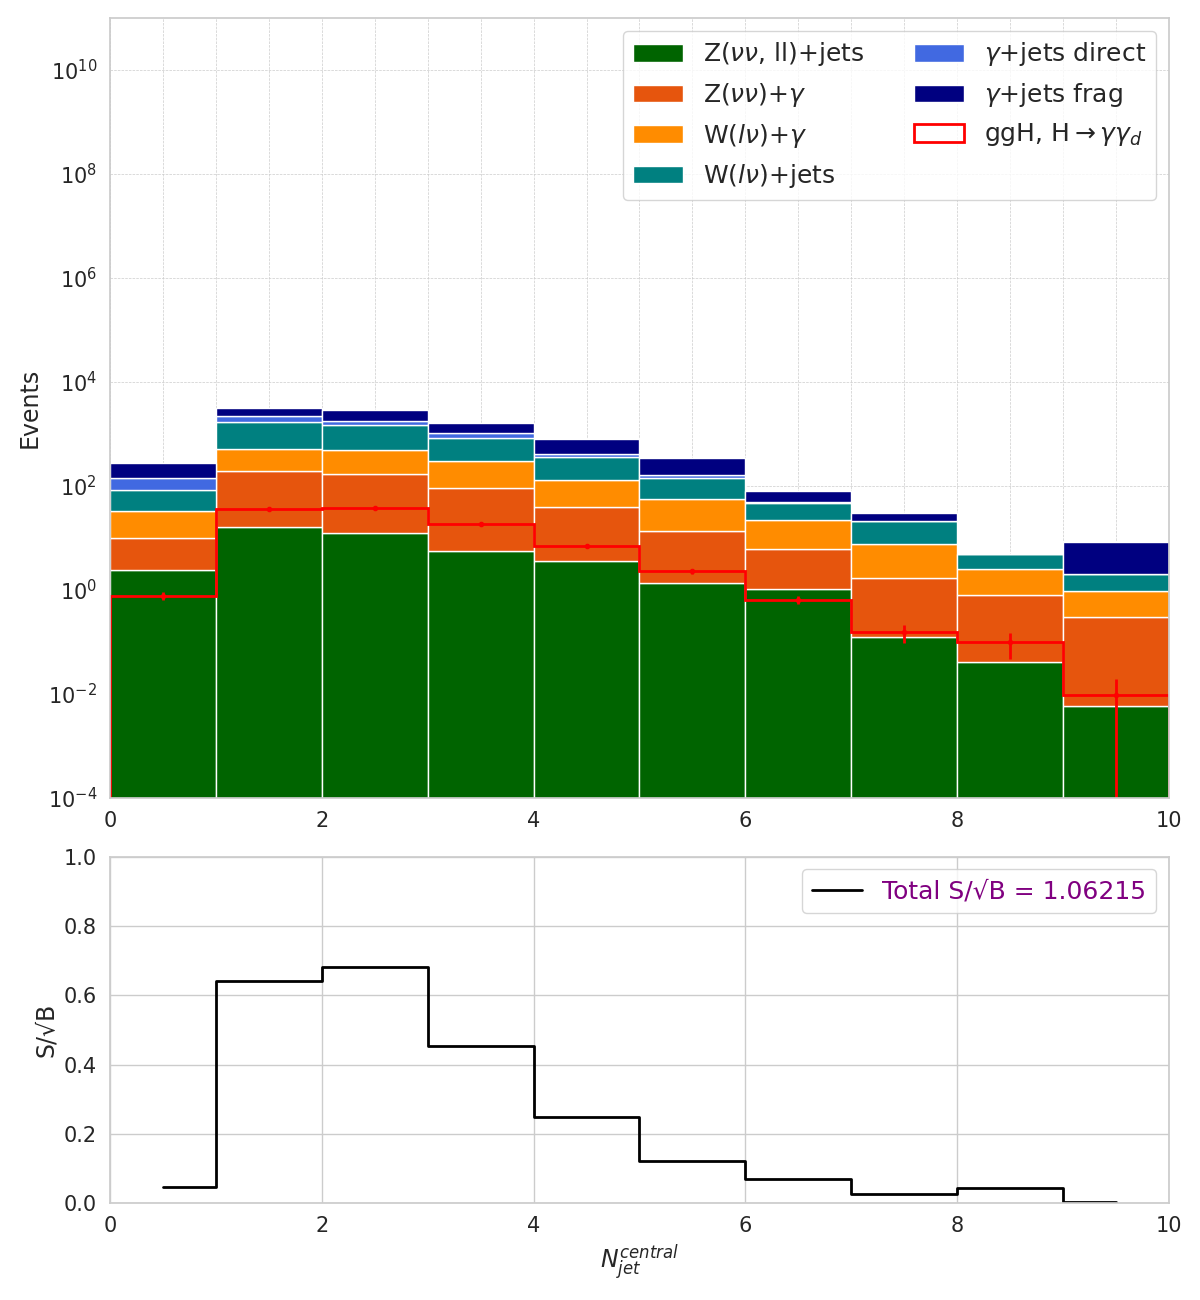 Z(νν, ll)+jets
Z(νν)+γ
W(lν)+γ
W(lν)+jets
γ+jets direct
γ+jets frag
ggH, H→γγ_d
Events
10^10
10^8
10^6
10^4
10^2
10^0
10^−2
10^−4
0 2 4 6 8 10
Total S/√B = 1.06215
S/√B
1.0
0.8
0.6
0.4
0.2
0.0
0 2 4 6 8 10
N_jet^central